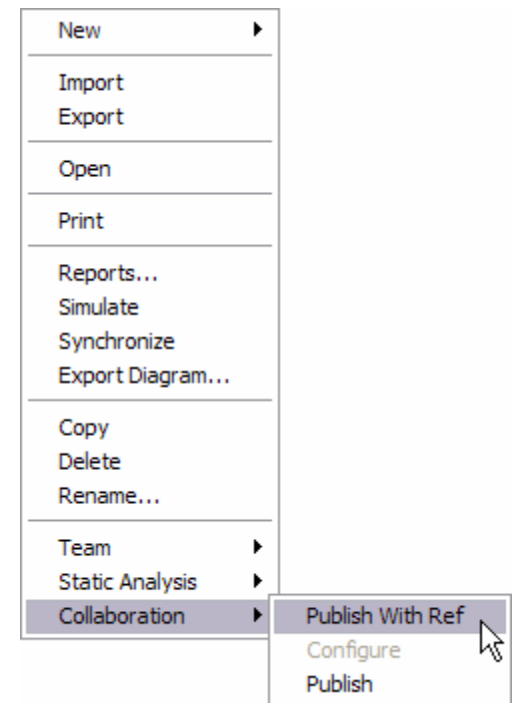 New
Import
Export
Open
Print
Reports...
Simulate
Synchronize
Export Diagram...
Copy
Delete
Rename...
Team
Static Analysis
Collaboration
Publish With Ref
Configure
Publish